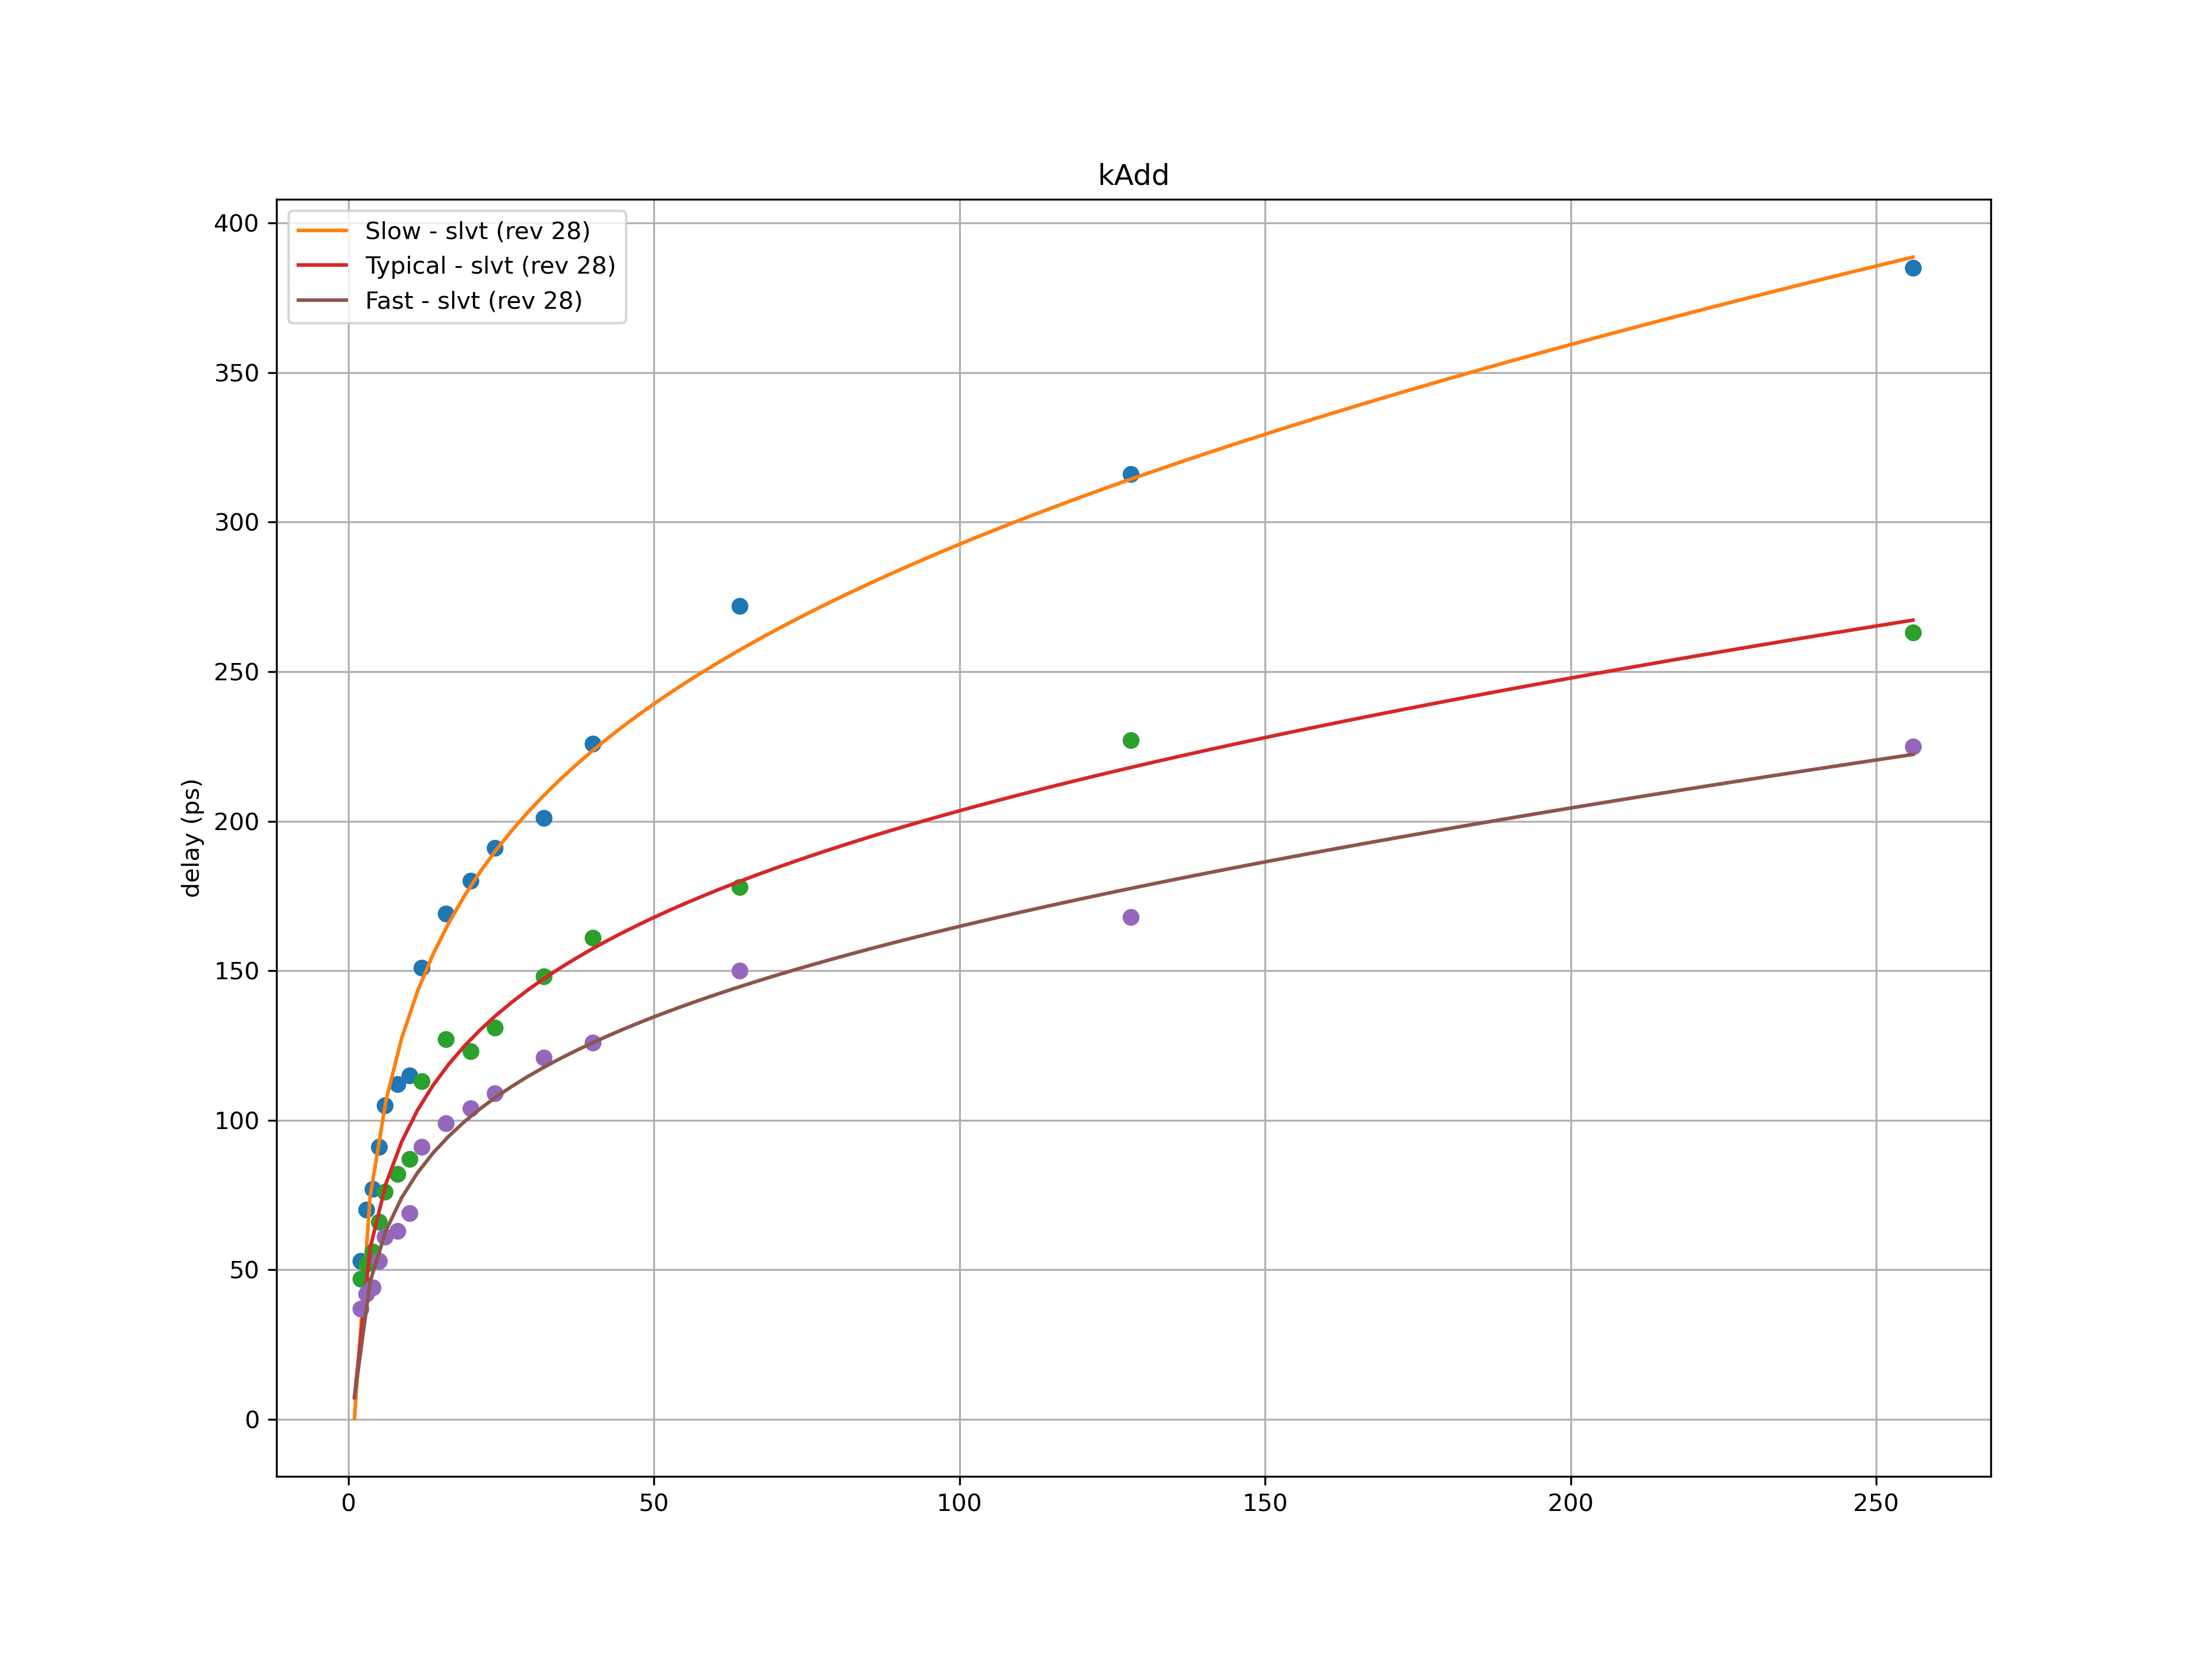 kAdd
Slow - slvt (rev 28)
Typical - slvt (rev 28)
Fast - slvt (rev 28)
delay (ps)
400
350
300
250
200
150
100
50
0
0 50 100 150 200 250